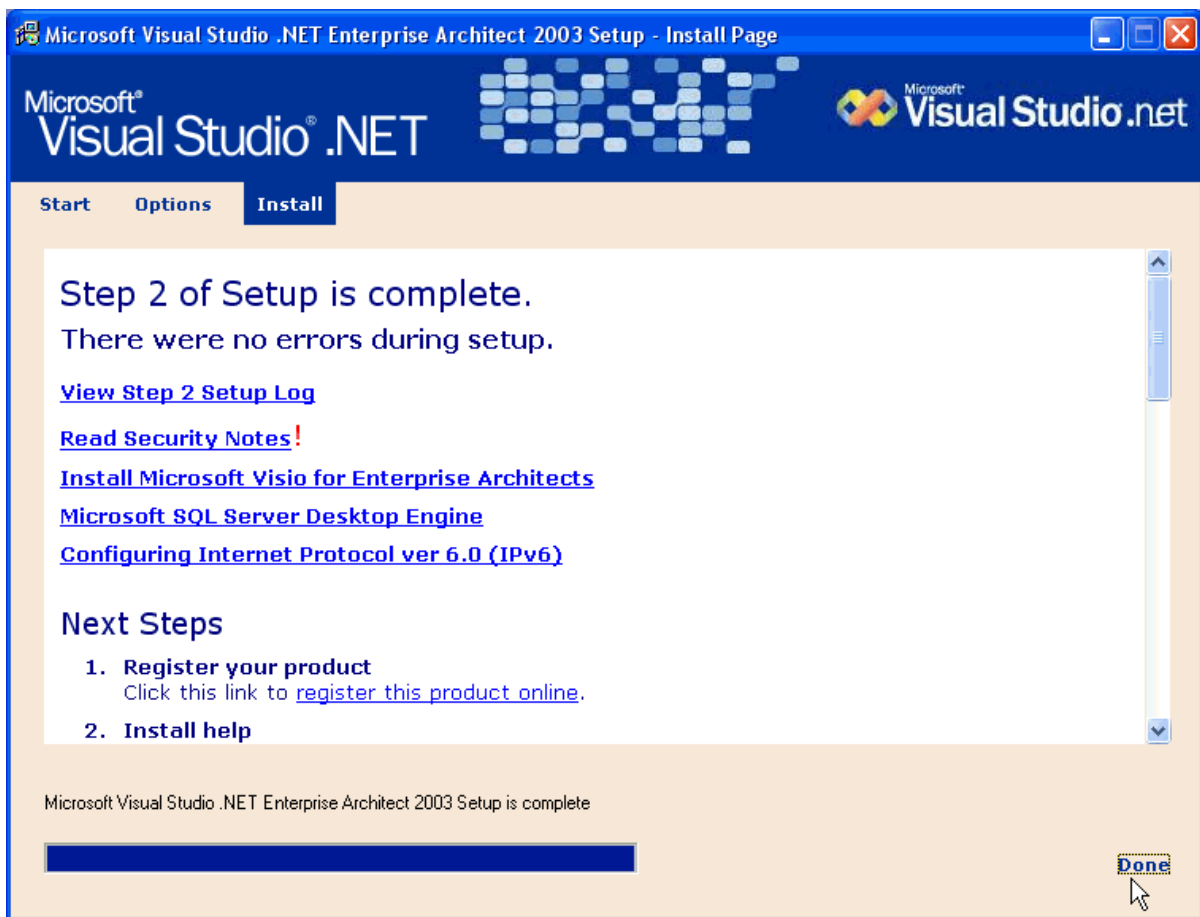 Microsoft Visual Studio .NET Enterprise Architect 2003 Setup - Install Page
Microsoft®
Visual Studio® .NET
Microsoft
Visual Studio.net
Start Options Install
Step 2 of Setup is complete.
There were no errors during setup.
View Step 2 Setup Log
Read Security Notes!
Install Microsoft Visio for Enterprise Architects
Microsoft SQL Server Desktop Engine
Configuring Internet Protocol ver 6.0 (IPv6)
Next Steps
1. Register your product
Click this link to register this product online.
2. Install help
Microsoft Visual Studio .NET Enterprise Architect 2003 Setup is complete
Done